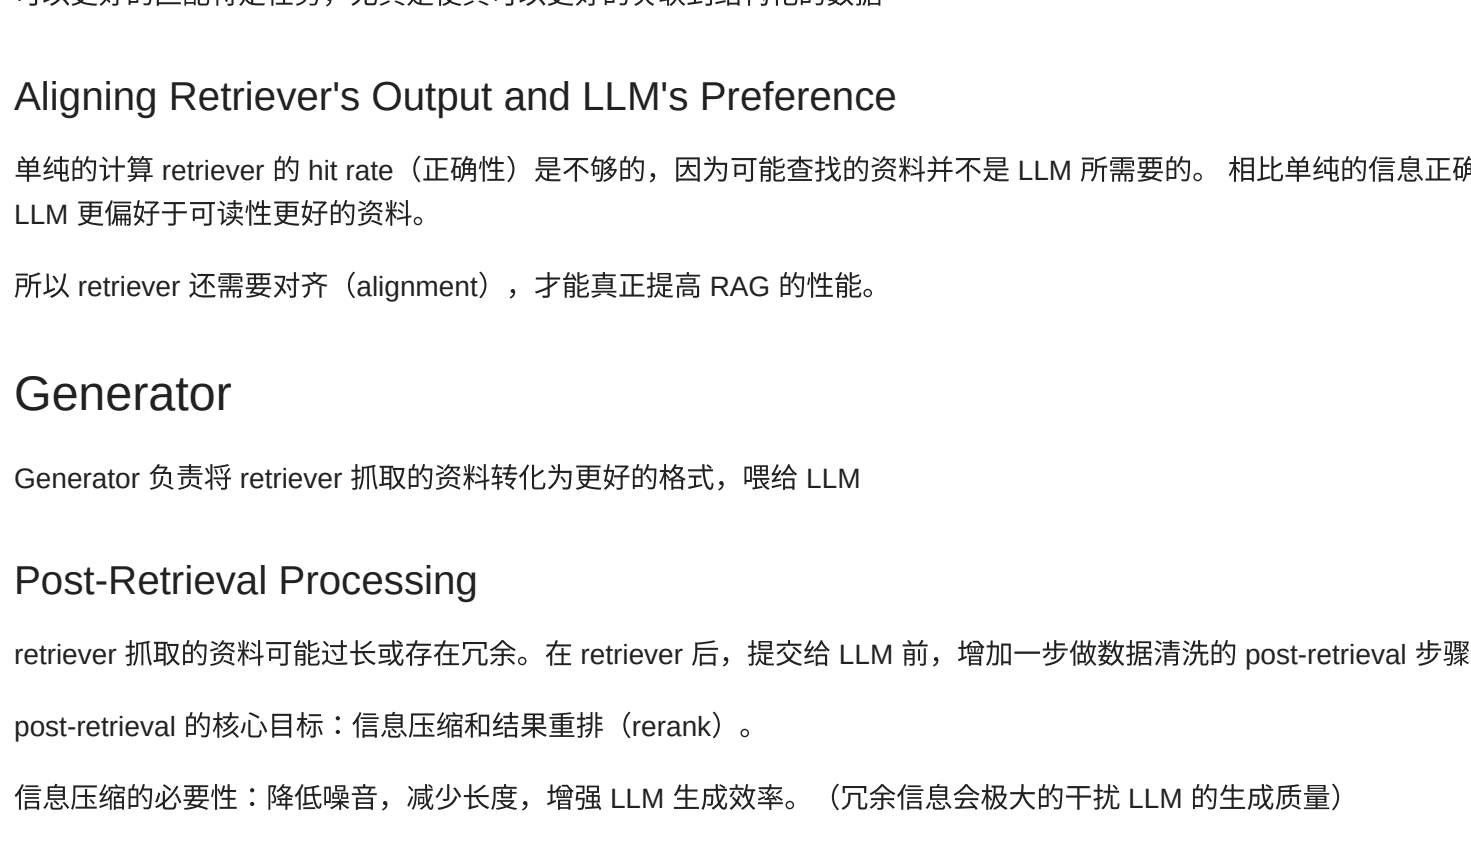 Aligning Retriever's Output and LLM's Preference
单纯的计算 retriever 的 hit rate（正确性）是不够的，因为可能查找的资料并不是 LLM 所需要的。 相比单纯的信息正确
LLM 更偏好于可读性更好的资料。
所以 retriever 还需要对齐（alignment），才能真正提高 RAG 的性能。
Generator
Generator 负责将 retriever 抓取的资料转化为更好的格式，喂给 LLM
Post-Retrieval Processing
retriever 抓取的资料可能过长或存在冗余。在 retriever 后，提交给 LLM 前，增加一步做数据清洗的 post-retrieval 步骤
post-retrieval 的核心目标：信息压缩和结果重排（rerank）。
信息压缩的必要性：降低噪音，减少长度，增强 LLM 生成效率。（冗余信息会极大的干扰 LLM 的生成质量）